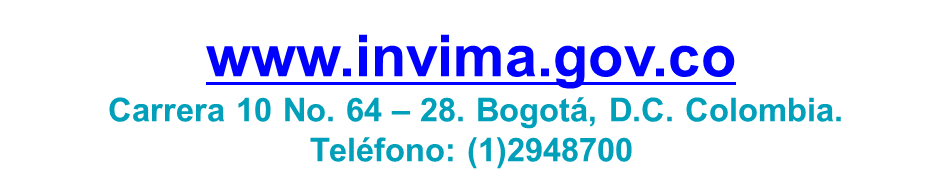 www.invima.gov.co
Carrera 10 No. 64 – 28. Bogotá, D.C. Colombia.
Teléfono: (1)2948700